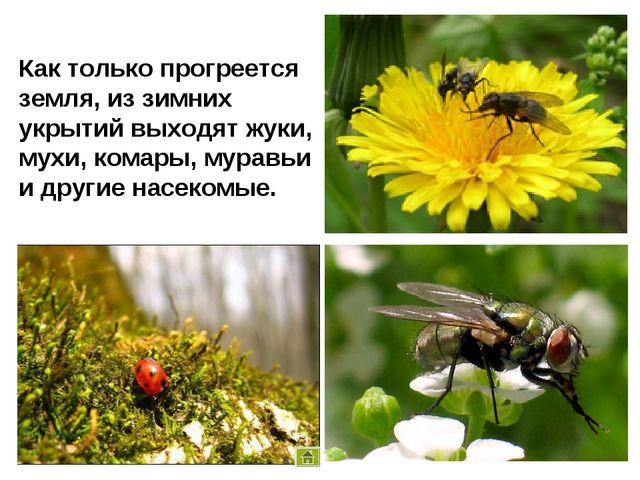 Как только прогреется
земля, из зимних
укрытий выходят жуки,
мухи, комары, муравьи
и другие насекомые.